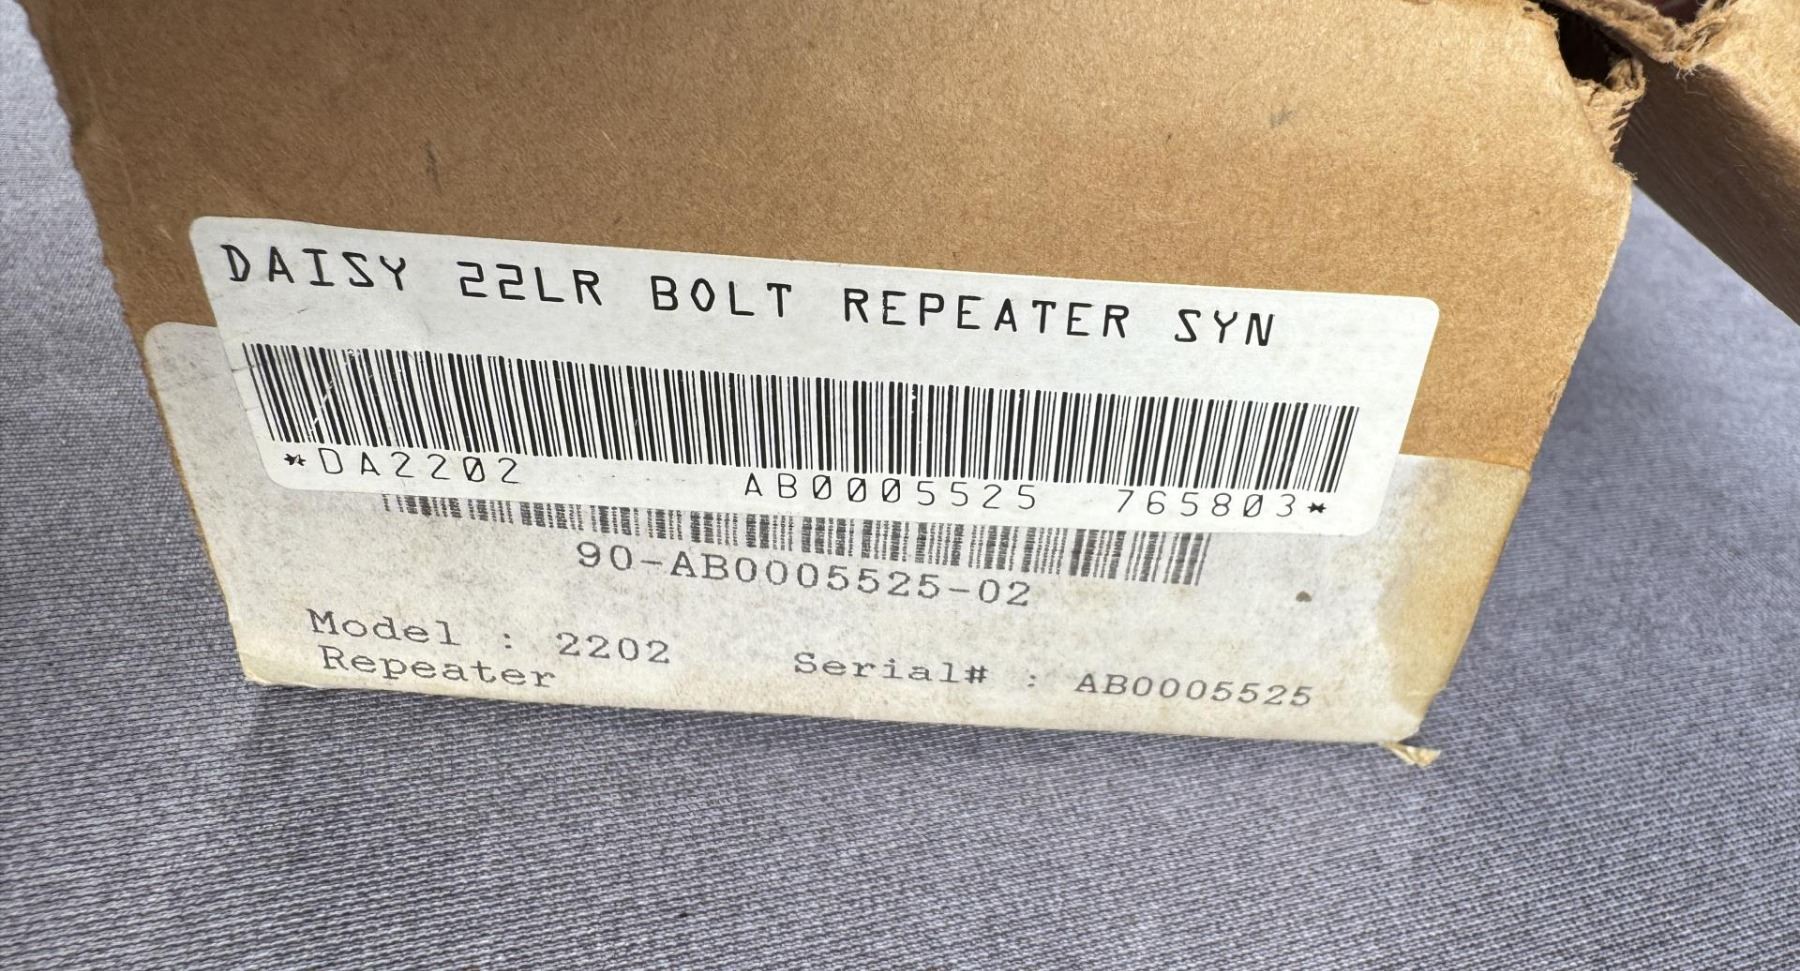 DAISY 22LR BOLT REPEATER SYN
*DA2202 AB0005525 765803*
90-AB0005525-02
Model : 2202 Serial# : AB0005525
Repeater